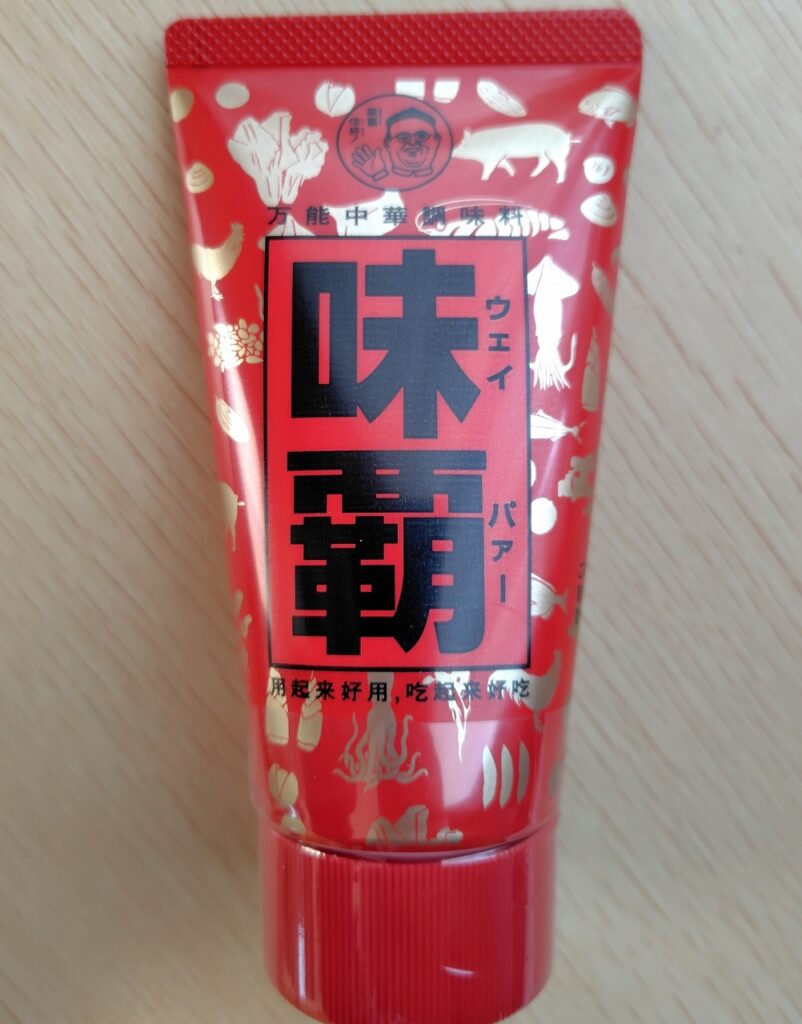 万能中華調味料
味覇
ウェイパァー
用起来好用,吃起来好吃